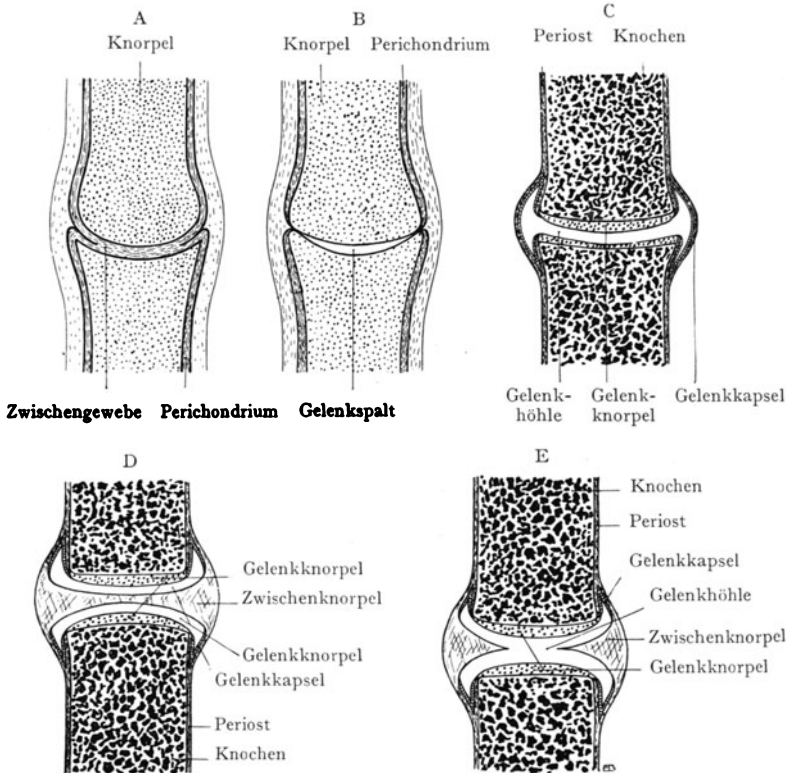 A
Knorpel
B
Knorpel Perichondrium
C
Periost Knochen
Zwischengewebe Perichondrium Gelenkspalt
Gelenk-
höhle
Gelenk-
knorpel
Gelenkkapsel
D
Gelenkknorpel
Zwischenknorpel
Gelenkknorpel
Gelenkkapsel
Periost
Knochen
E
Knochen
Periost
Gelenkkapsel
Gelenkhöhle
Zwischenknorpel
Gelenkknorpel